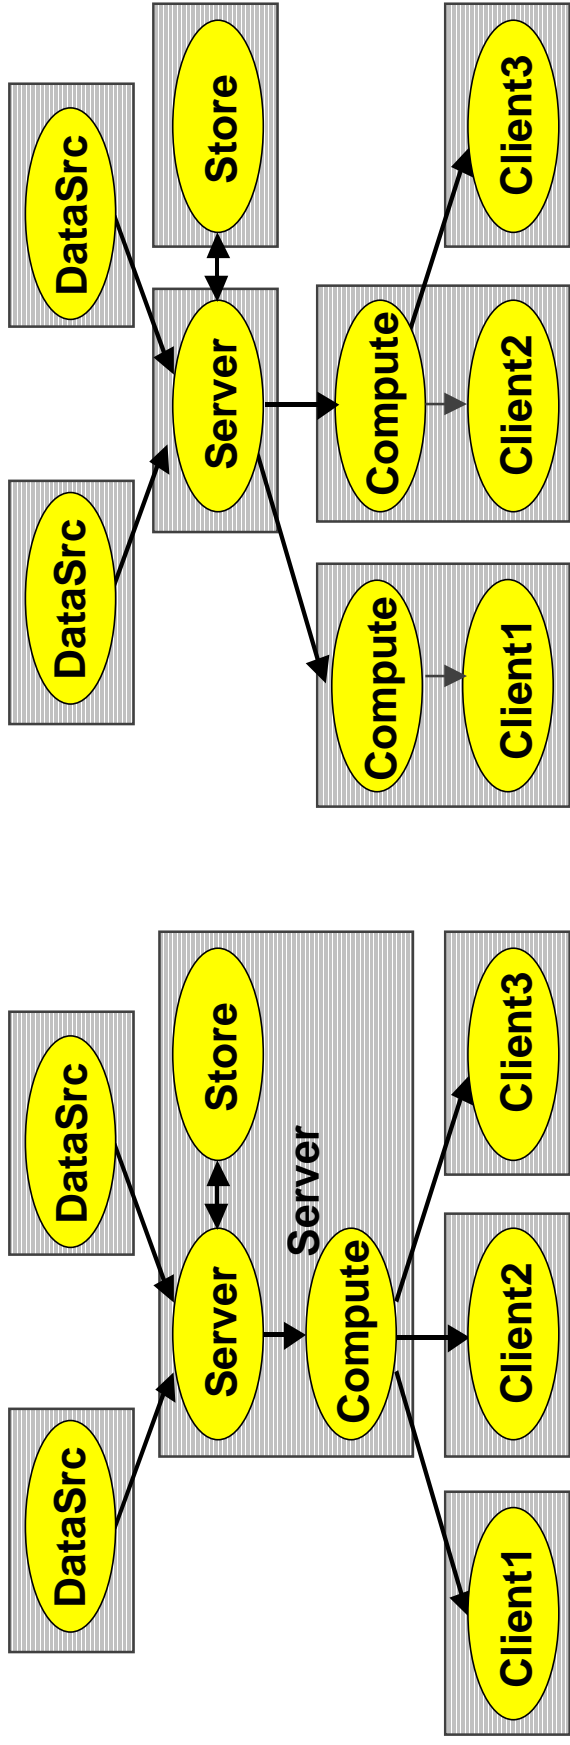 DataSrc
DataSrc
Server
Store
Server
Compute
Client1
Client2
Client3
DataSrc
DataSrc
Server
Store
Compute
Compute
Client1
Client2
Client3